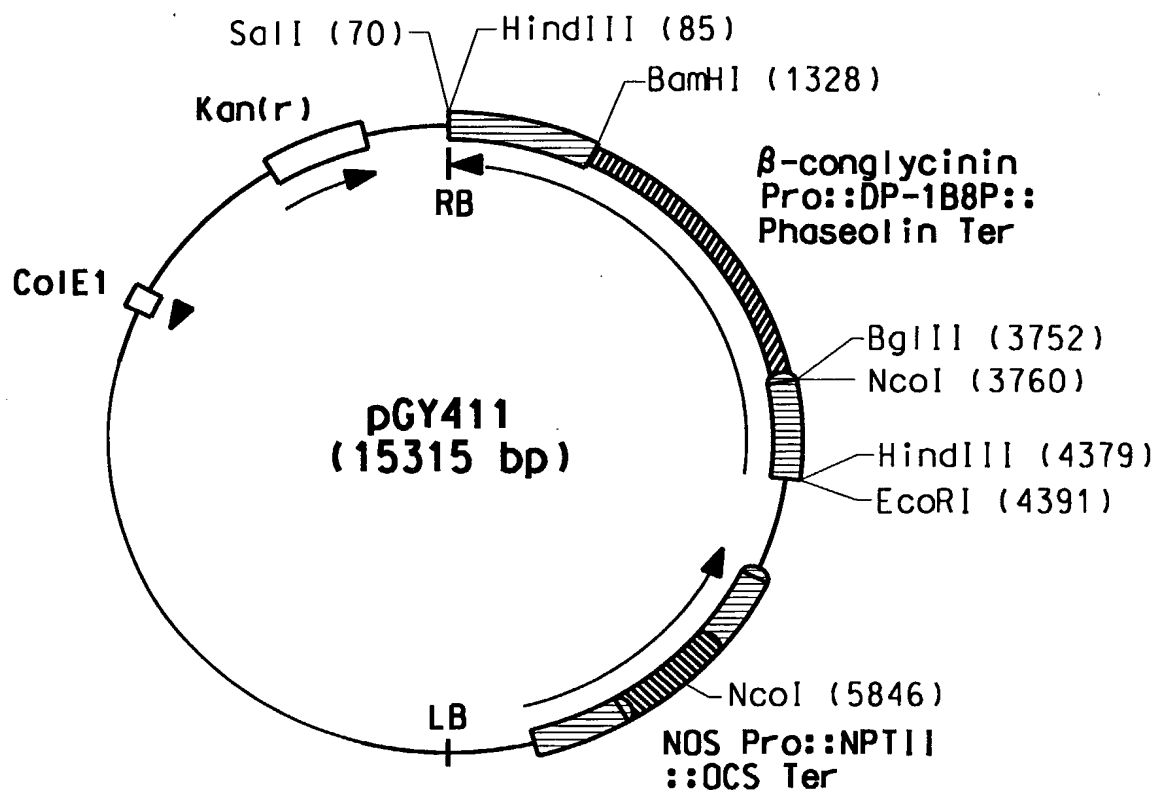 SalI (70)
HindIII (85)
BamHI (1328)
Kan(r)
β-conglycinin
Pro::DP-1B8P::
Phaseolin Ter
RB
ColE1
BglII (3752)
NcoI (3760)
pGY411
(15315 bp)
HindIII (4379)
EcoRI (4391)
NcoI (5846)
LB
NOS Pro::NPTII
::OCS Ter